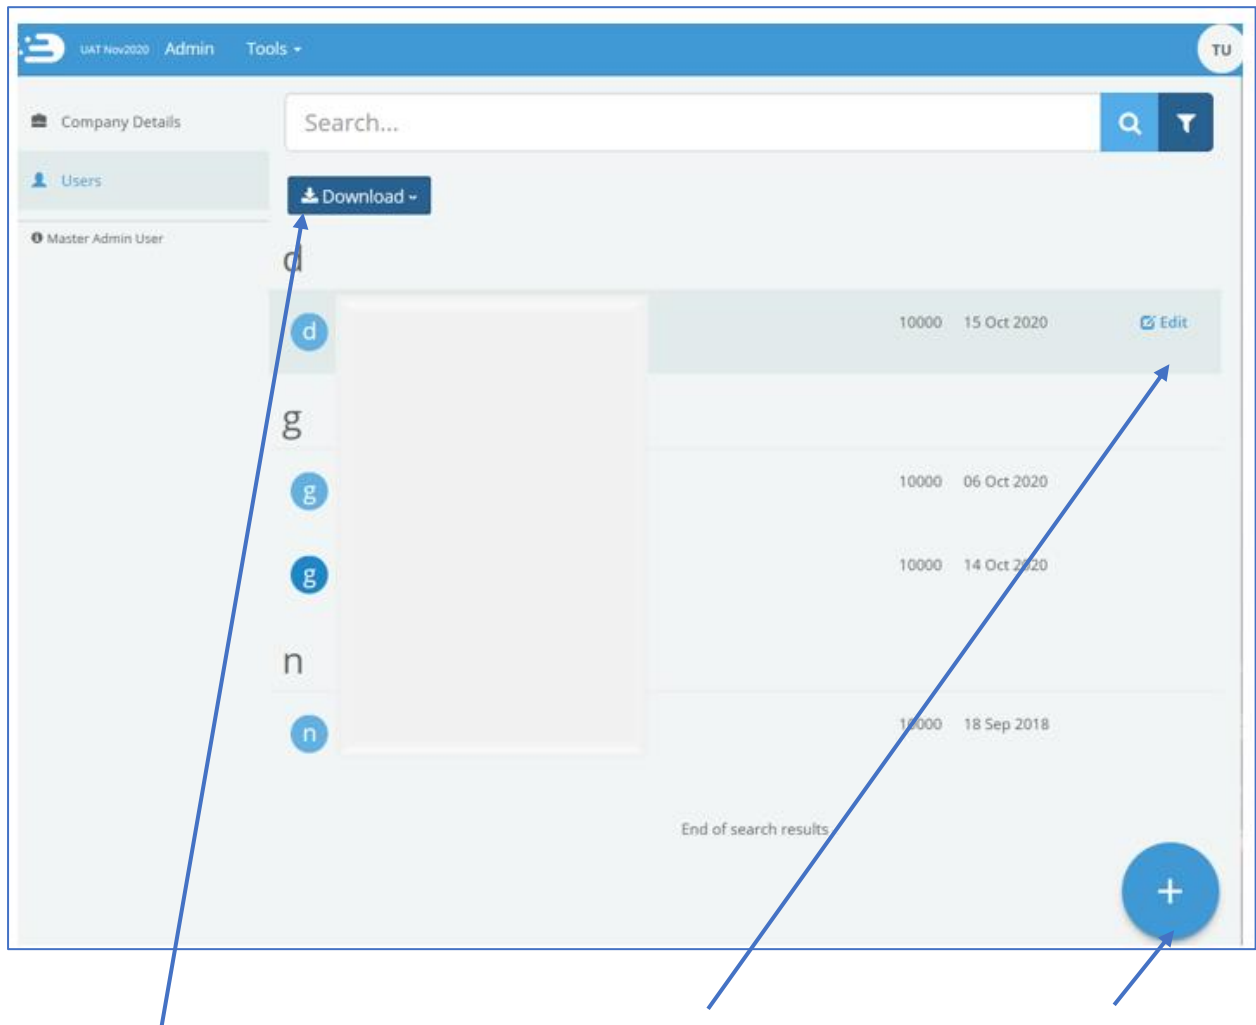 UAT Nov2020 Admin Tools
TU
Company Details
Search...
Users
Download
Master Admin User
d
d 10000 15 Oct 2020 Edit
g
g 10000 06 Oct 2020
g 10000 14 Oct 2020
n
n 10000 18 Sep 2018
End of search results
+